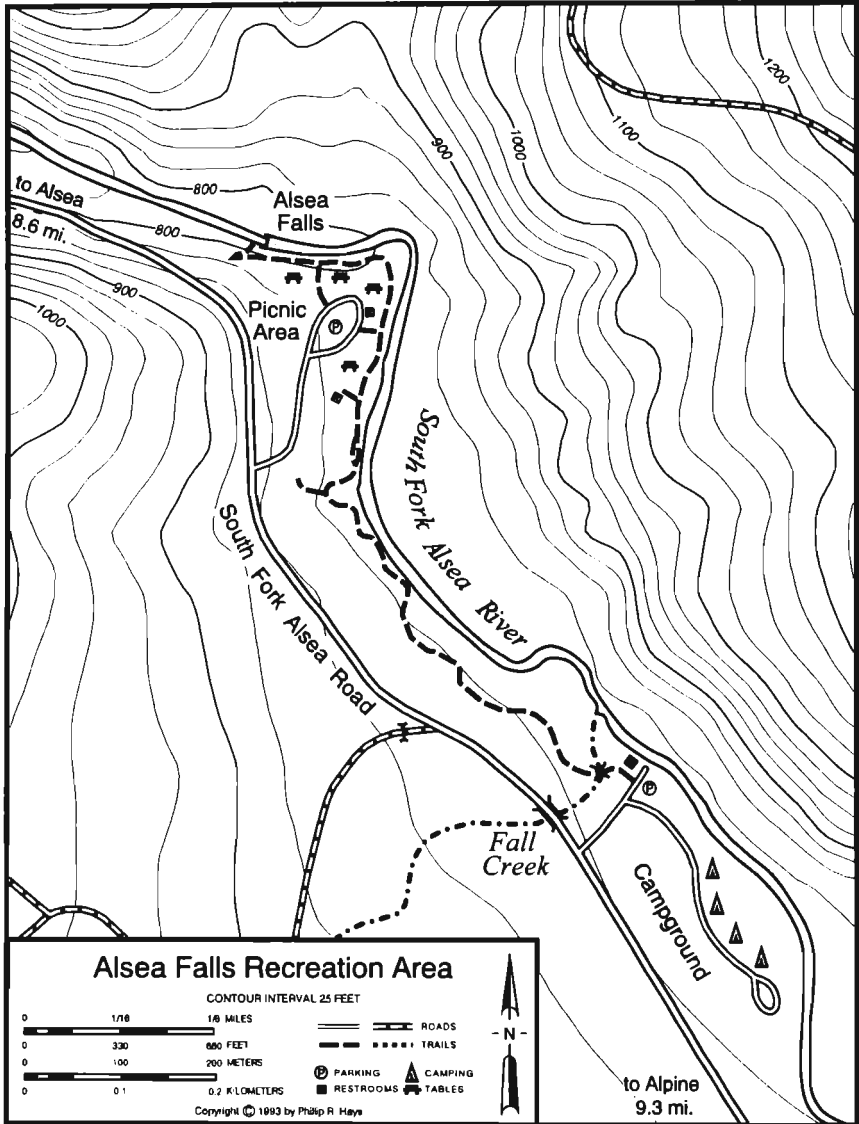 1200
1100
1000
900
800
Alsea
Falls
to Alsea
8.6 mi.
800
900
1000
Picnic
Area
P
South Fork Alsea River
South Fork Alsea Road
P
Fall
Creek
Campground
to Alpine
9.3 mi.
Alsea Falls Recreation Area
CONTOUR INTERVAL 25 FEET
0 1/16 1/8 MILES
0 330 660 FEET
0 100 200 METERS
0 0.1 0.2 KILOMETERS
ROADS
TRAILS
P PARKING
CAMPING
RESTROOMS
TABLES
-N-
Copyright © 1993 by Philip R Hays